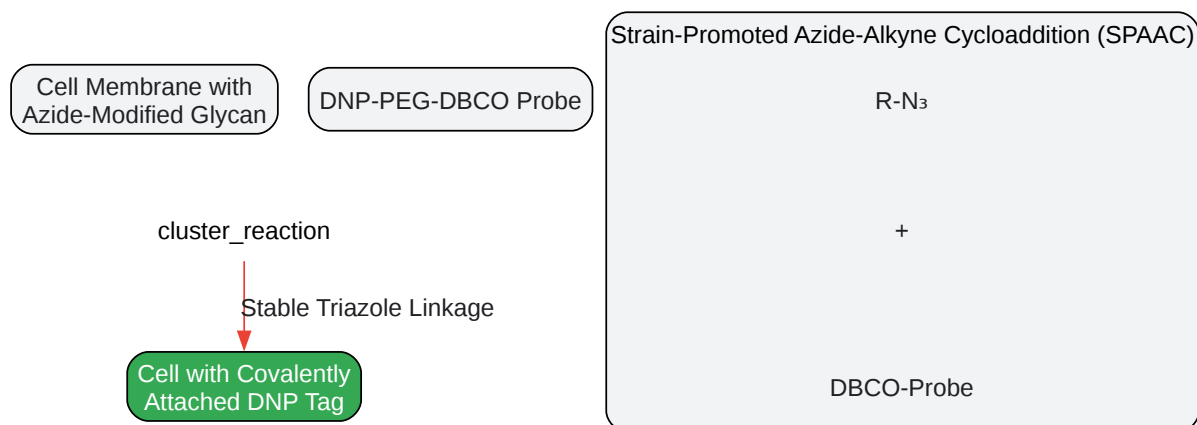 Cell Membrane with
Azide-Modified Glycan
DNP-PEG-DBCO Probe
Strain-Promoted Azide-Alkyne Cycloaddition (SPAAC)
R-N₃
+
DBCO-Probe
cluster_reaction
Stable Triazole Linkage
Cell with Covalently
Attached DNP Tag